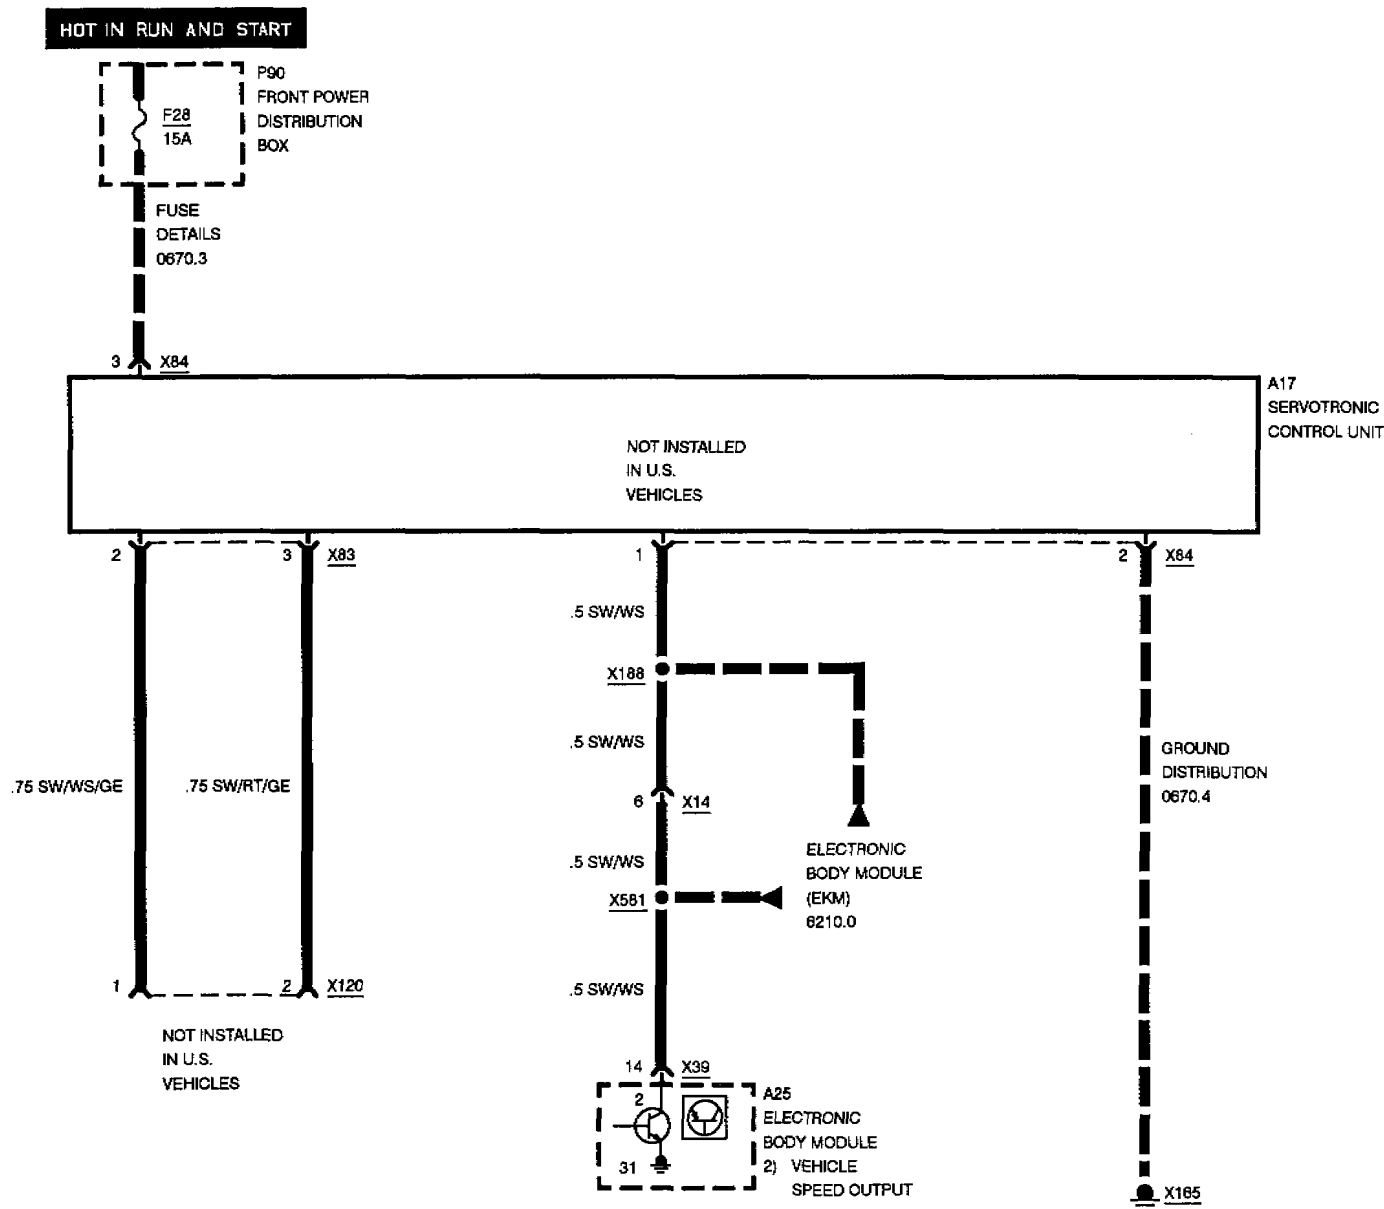 HOT IN RUN AND START
P90
FRONT POWER
DISTRIBUTION
BOX
F28
15A
FUSE
DETAILS
0670.3
3 X84
A17
SERVOTRONIC
CONTROL UNIT
NOT INSTALLED
IN U.S.
VEHICLES
2 3 X83 1 2 X84
.5 SW/WS
X188
.5 SW/WS
.75 SW/WS/GE .75 SW/RT/GE
GROUND
DISTRIBUTION
0670.4
6 X14
.5 SW/WS
ELECTRONIC
BODY MODULE
(EKM)
6210.0
X581
.5 SW/WS
1 2 X120
NOT INSTALLED
IN U.S.
VEHICLES
14 X39
2
31
A25
ELECTRONIC
BODY MODULE
2) VEHICLE
SPEED OUTPUT
X165